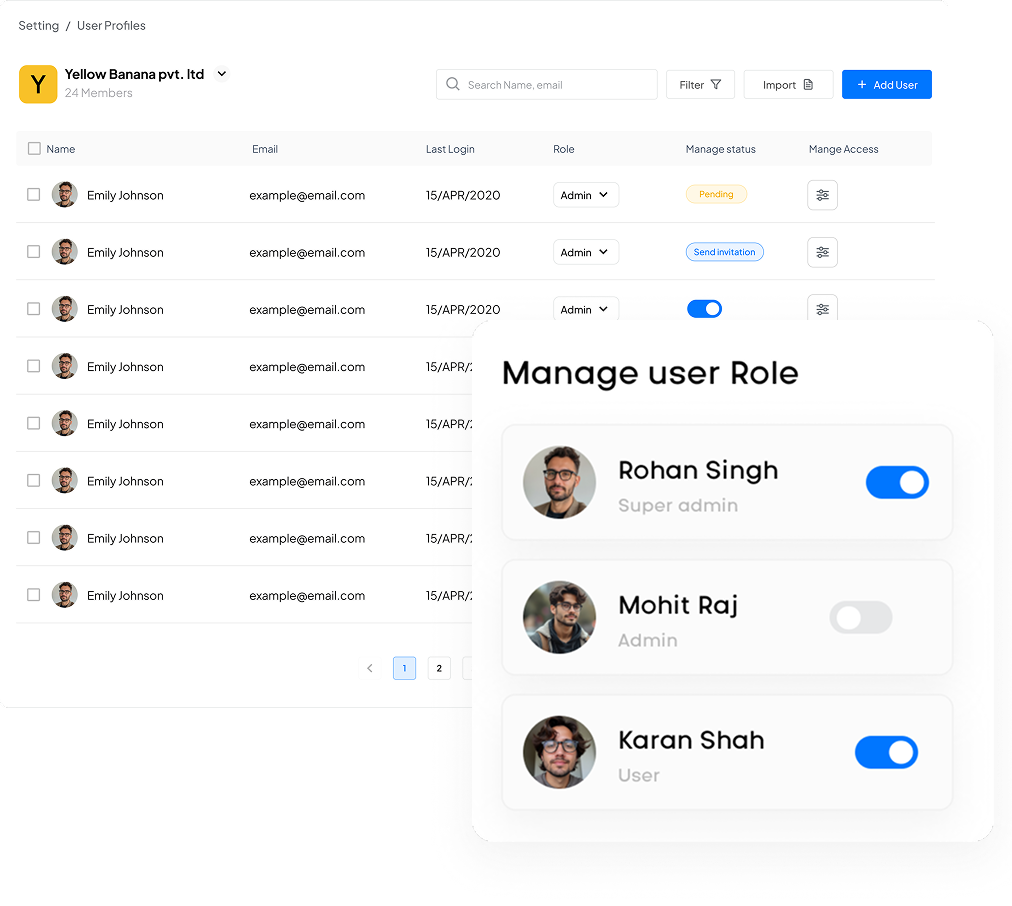 Setting / User Profiles
Y Yellow Banana pvt. ltd
24 Members
Search Name, email
Filter
Import
+ Add User
Name Email Last Login Role Manage status Mange Access
Emily Johnson example@email.com 15/APR/2020 Admin Pending
Emily Johnson example@email.com 15/APR/2020 Admin Send invitation
Emily Johnson example@email.com 15/APR/2020 Admin
Emily Johnson example@email.com 15/APR/2
Emily Johnson example@email.com 15/APR/2
Emily Johnson example@email.com 15/APR/2
Emily Johnson example@email.com 15/APR/2
Emily Johnson example@email.com 15/APR/2
< 1 2
Manage user Role
Rohan Singh
Super admin
Mohit Raj
Admin
Karan Shah
User